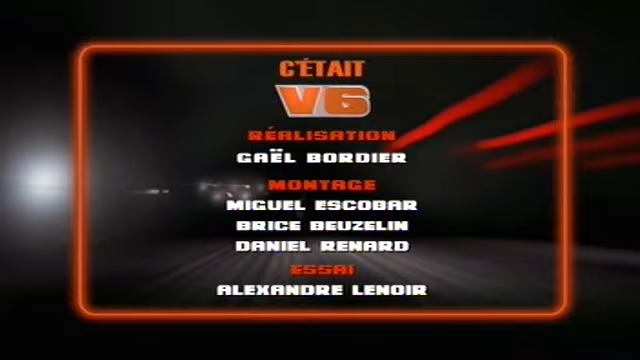 C'ÉTAIT
V6
RÉALISATION
GAËL BORDIER
MONTAGE
MIGUEL ESCOBAR
BRICE BEUZELIN
DANIEL RENARD
ESSAI
ALEXANDRE LENOIR